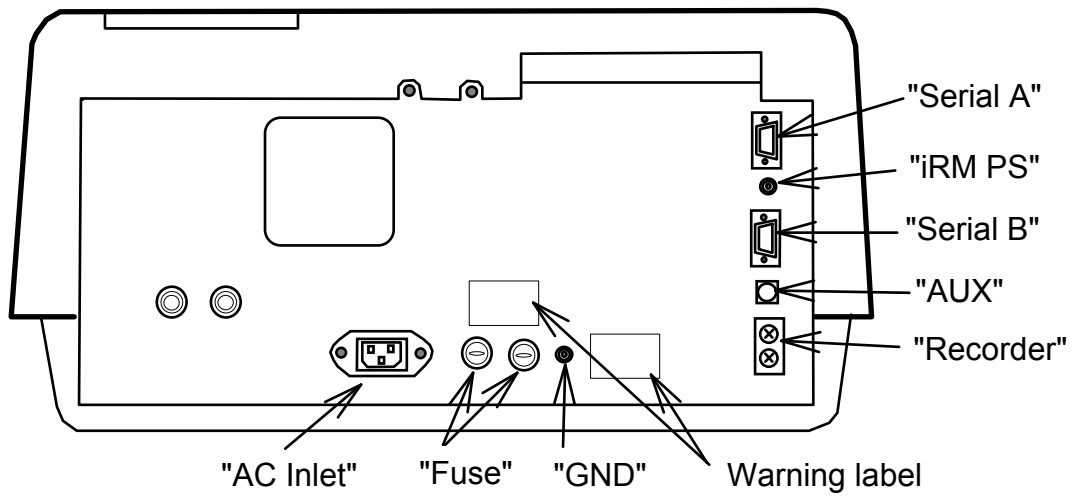 "Serial A"
"iRM PS"
"Serial B"
"AUX"
"Recorder"
"AC Inlet"
"Fuse"
"GND"
Warning label